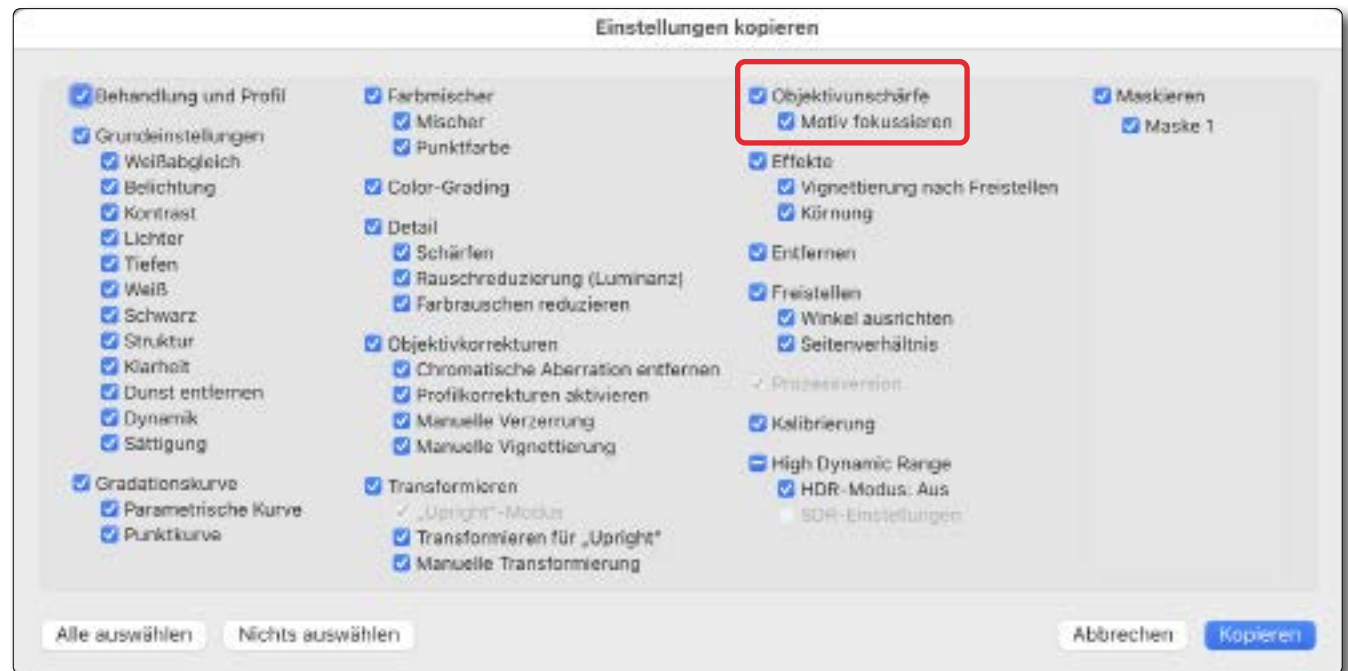 Einstellungen kopieren
Behandlung und Profil
Grundeinstellungen
Weißabgleich
Belichtung
Kontrast
Lichter
Tiefen
Weiß
Schwarz
Struktur
Klarheit
Dunst entfernen
Dynamik
Sättigung
Gradationskurve
Parametrische Kurve
Punktkurve
Farbmischer
Mischer
Punktfarbe
Color-Grading
Detail
Schärfen
Rauschreduzierung (Luminanz)
Farbrauschen reduzieren
Objektivkorrekturen
Chromatische Aberration entfernen
Profilkorrekturen aktivieren
Manuelle Verzerrung
Manuelle Vignettierung
Transformieren
„Upright“-Modus
Transformieren für „Upright“
Manuelle Transformierung
Objektivunschärfe
Motiv fokussieren
Effekte
Vignettierung nach Freistellen
Körnung
Entfernen
Freistellen
Winkel ausrichten
Seitenverhältnis
Prozessversion
Kalibrierung
High Dynamic Range
HDR-Modus: Aus
SDR-Einstellungen
Maskieren
Maske 1
Alle auswählen
Nichts auswählen
Abbrechen
Kopieren